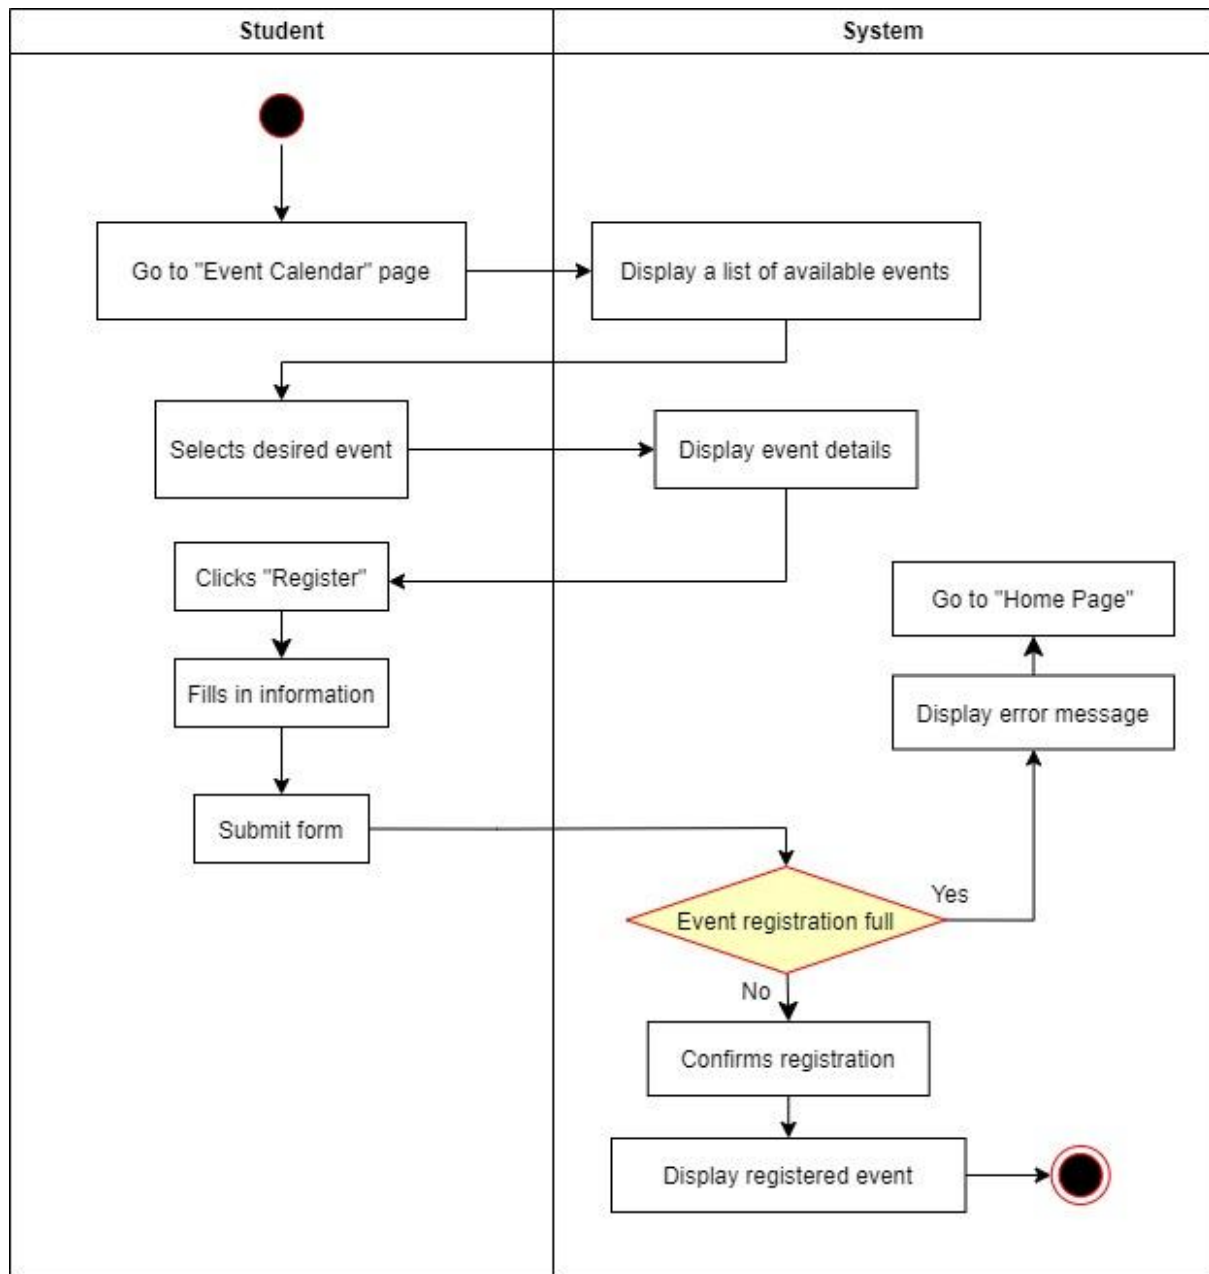 Student
System
Go to "Event Calendar" page
Display a list of available events
Selects desired event
Display event details
Clicks "Register"
Go to "Home Page"
Fills in information
Display error message
Submit form
Yes
Event registration full
No
Confirms registration
Display registered event